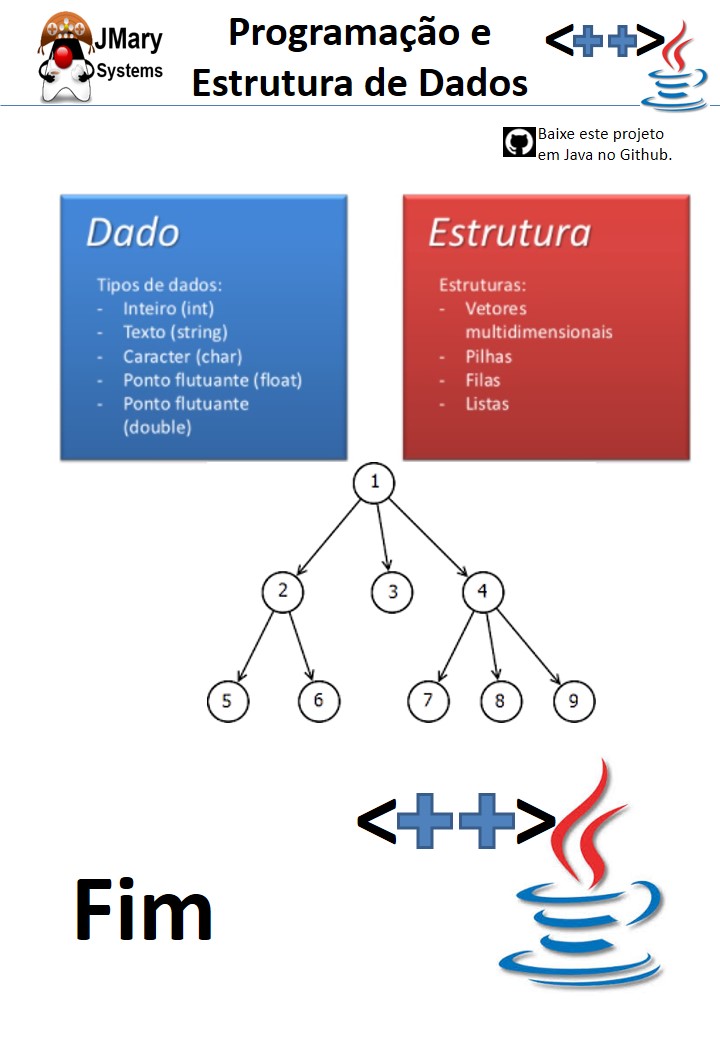 JMary
Systems
Programação e
Estrutura de Dados
<++>
Baixe este projeto
em Java no Github.
Dado
Tipos de dados:
- Inteiro (int)
- Texto (string)
- Caracter (char)
- Ponto flutuante (float)
- Ponto flutuante
(double)
Estrutura
Estruturas:
- Vetores
multidimensionais
- Pilhas
- Filas
- Listas
1
2 3 4
5 6 7 8 9
<++>
Fim